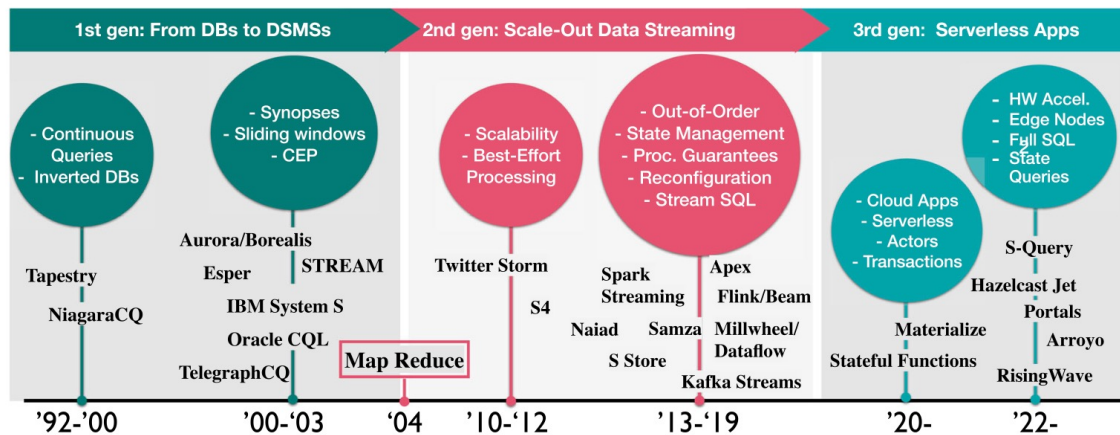 1st gen: From DBs to DSMSs
2nd gen: Scale-Out Data Streaming
3rd gen: Serverless Apps
- Continuous
Queries
- Inverted DBs
Tapestry
NiagaraCQ
- Synopses
- Sliding windows
- CEP
Aurora/Borealis
Esper
STREAM
IBM System S
Oracle CQL
TelegraphCQ
Map Reduce
- Scalability
- Best-Effort
Processing
Twitter Storm
S4
- Out-of-Order
- State Management
- Proc. Guarantees
- Reconfiguration
- Stream SQL
Spark
Streaming
Apex
Flink/Beam
Naiad
Samza
Millwheel/
Dataflow
S Store
Kafka Streams
- Cloud Apps
- Serverless
- Actors
- Transactions
Materialize
Stateful Functions
- HW Accel.
- Edge Nodes
- Full SQL
2
- State
Queries
S-Query
Hazelcast Jet
Portals
Arroyo
RisingWave
'92-'00
'00-'03
'04
'10-'12
'13-'19
'20-
'22-